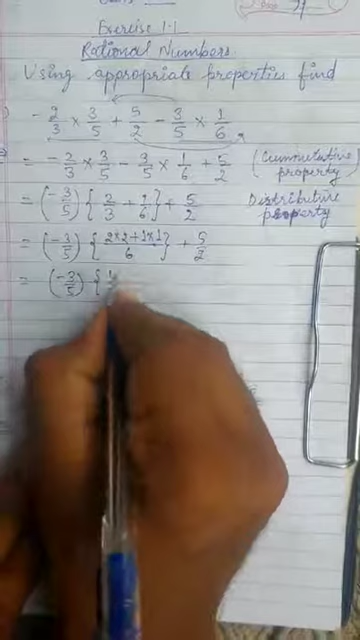 Exercise 1.1
Rational Numbers
Using appropriate properties find
- 2/3 × 3/5 + 5/2 - 3/5 × 1/6
= - 2/3 × 3/5 - 3/5 × 1/6 + 5/2 (Commutative property)
= (-3/5) { 2/3 + 1/6 } + 5/2 Distributive property
= (-3/5) { 2×2+1×1/6 } + 5/2
= (-3/5) {